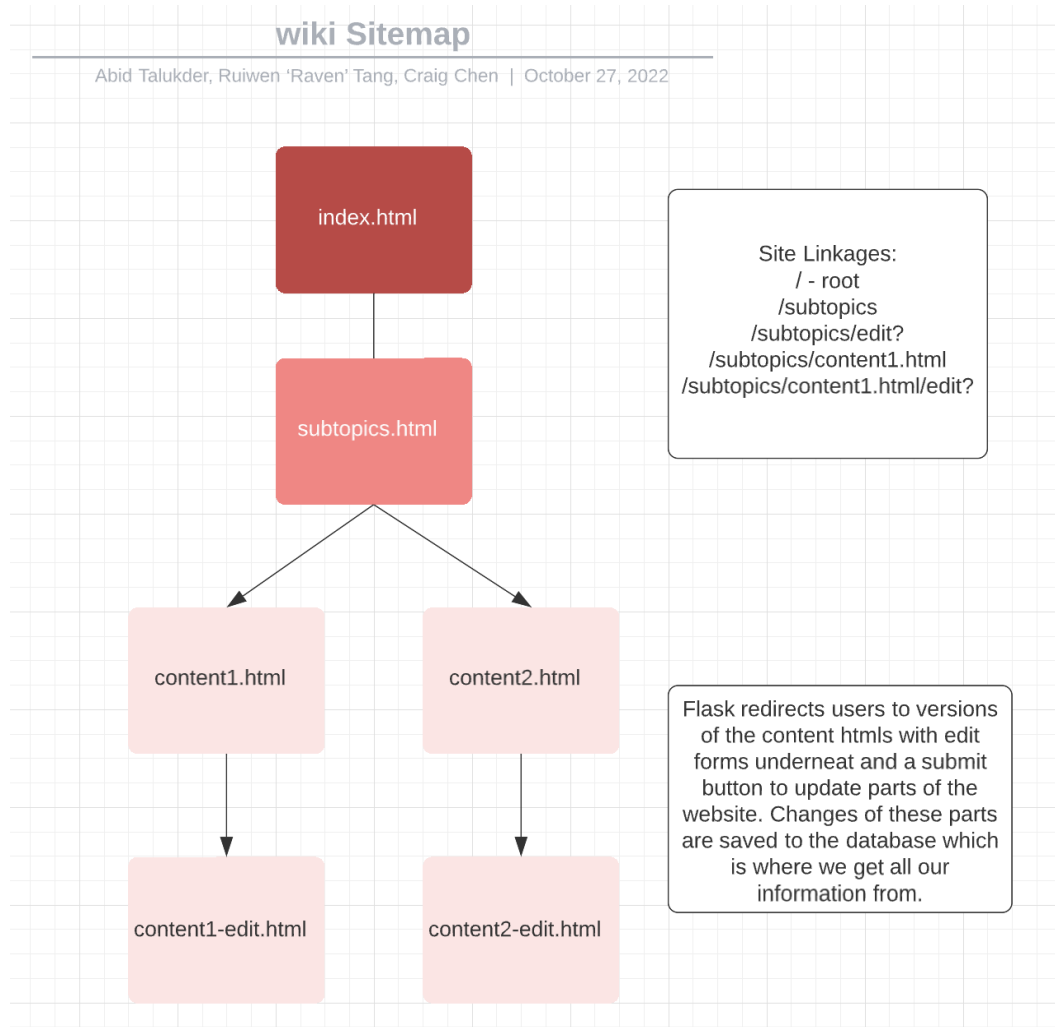 wiki Sitemap
Abid Talukder, Ruiwen ‘Raven’ Tang, Craig Chen | October 27, 2022
index.html
subtopics.html
content1.html
content2.html
content1-edit.html
content2-edit.html
Site Linkages:
/ - root
/subtopics
/subtopics/edit?
/subtopics/content1.html
/subtopics/content1.html/edit?
Flask redirects users to versions
of the content htmls with edit
forms underneat and a submit
button to update parts of the
website. Changes of these parts
are saved to the database which
is where we get all our
information from.